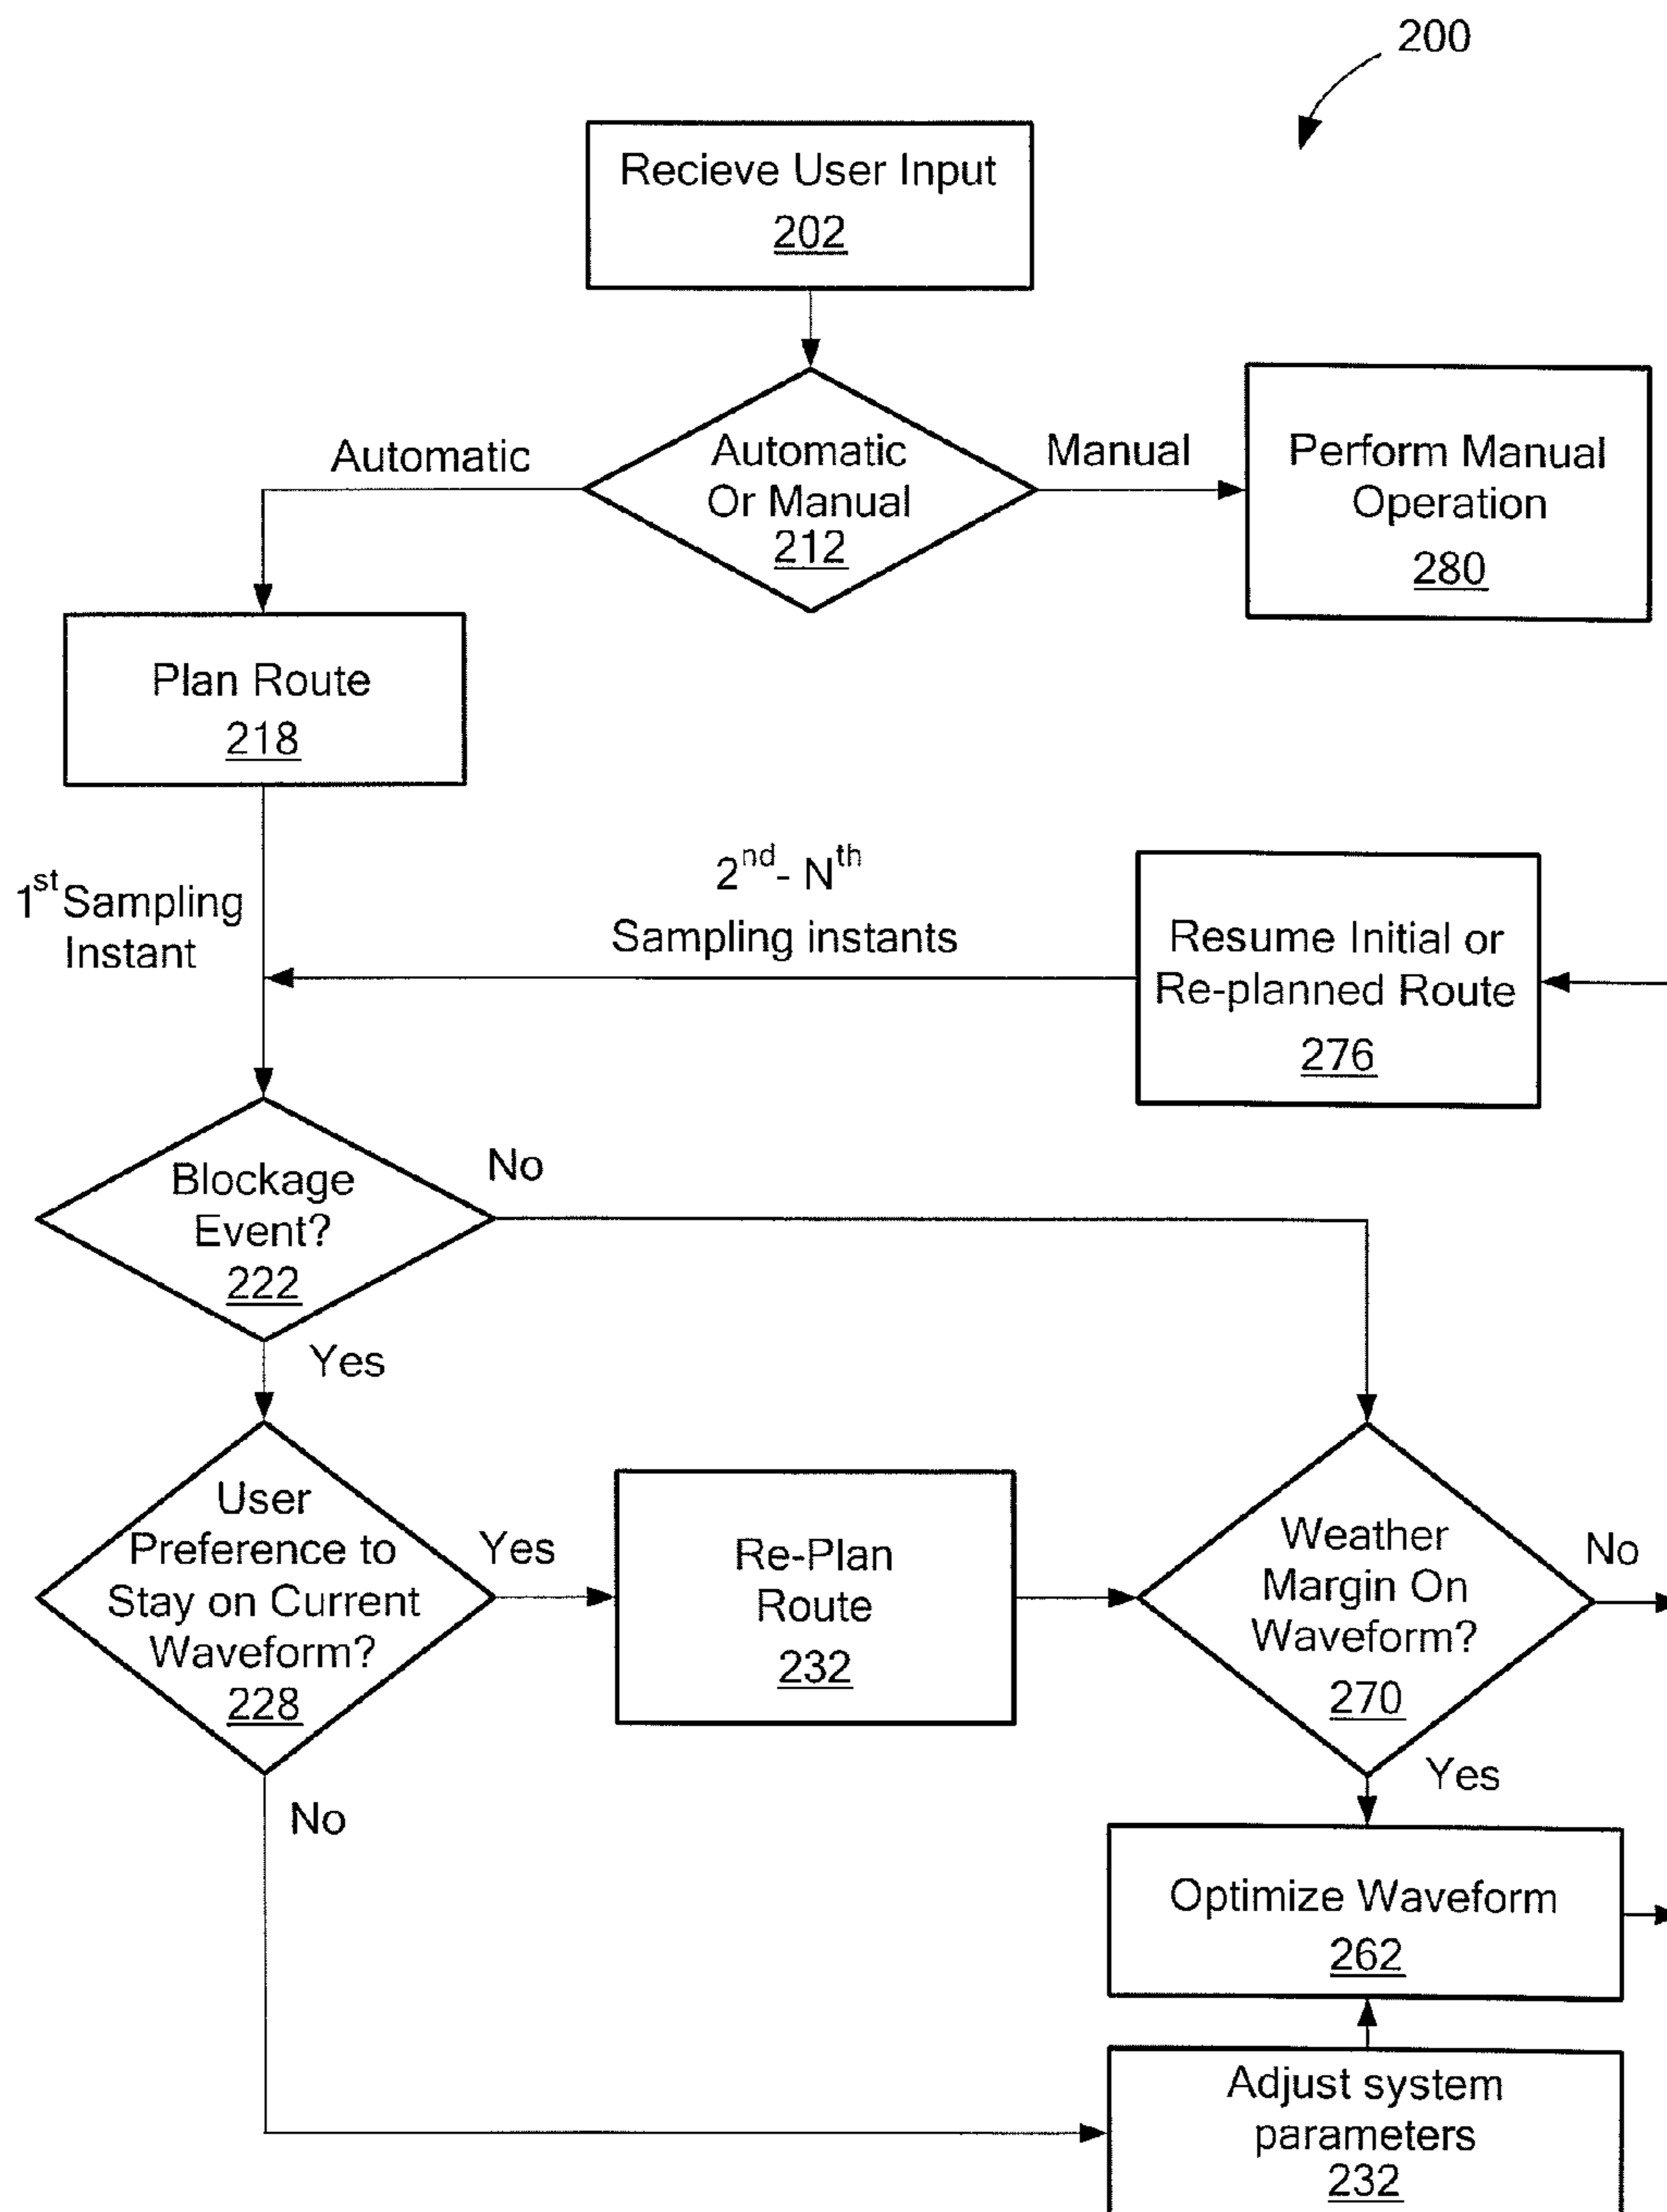 200
Recieve User Input
202
Automatic
Automatic
Or Manual
212
Manual
Perform Manual
Operation
280
Plan Route
218
1st Sampling
Instant
2nd- Nth
Sampling instants
Resume Initial or
Re-planned Route
276
Blockage
Event?
222
No
Yes
User
Preference to
Stay on Current
Waveform?
228
Yes
Re-Plan
Route
232
Weather
Margin On
Waveform?
270
No
Yes
No
Optimize Waveform
262
Adjust system
parameters
232